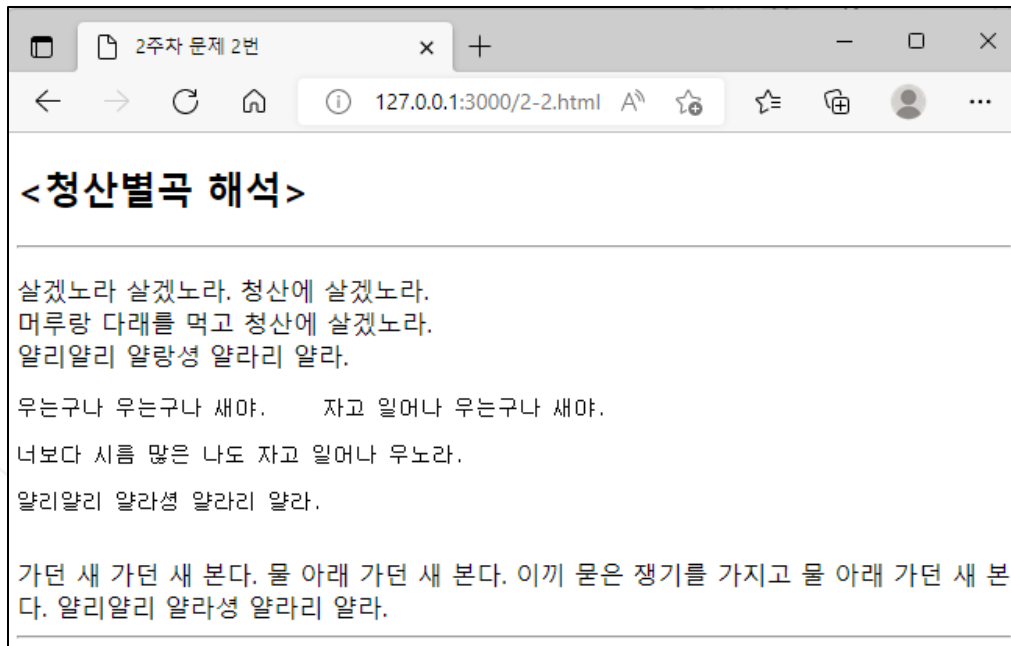 2주차 문제 2번
127.0.0.1:3000/2-2.html
<청산별곡 해석>
살겠노라 살겠노라. 청산에 살겠노라.
머루랑 다래를 먹고 청산에 살겠노라.
얄리얄리 얄랑셩 얄라리 얄라.
우는구나 우는구나 새야.    자고 일어나 우는구나 새야.
너보다 시름 많은 나도 자고 일어나 우노라.
얄리얄리 얄라셩 얄라리 얄라.
가던 새 가던 새 본다. 물 아래 가던 새 본다. 이끼 묻은 쟁기를 가지고 물 아래 가던 새 본
다. 얄리얄리 얄라셩 얄라리 얄라.